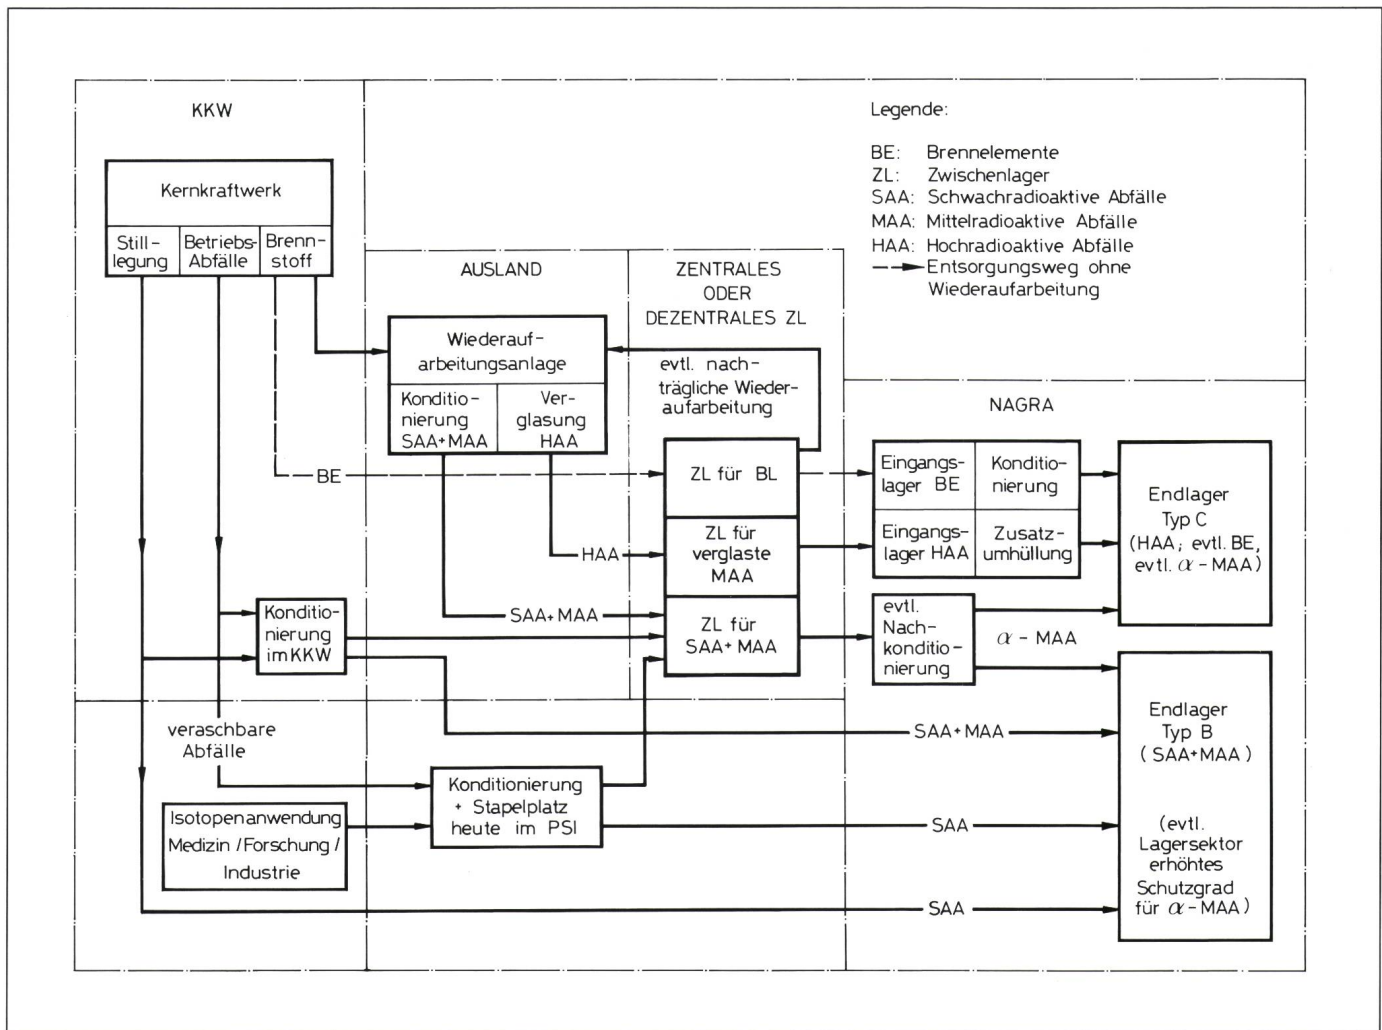 KKW
Kernkraftwerk
Still-
legung
Betriebs-
Abfälle
Brenn-
stoff
Legende:
BE: Brennelemente
ZL: Zwischenlager
SAA: Schwachradioaktive Abfälle
MAA: Mittelradioaktive Abfälle
HAA: Hochradioaktive Abfälle
Entsorgungsweg ohne
Wiederaufarbeitung
AUSLAND
Wiederauf-
arbeitungsanlage
Konditio-
nierung
SAA+MAA
Ver-
glasung
HAA
ZENTRALES
ODER
DEZENTRALES ZL
evtl. nach-
trägliche Wieder-
aufarbeitung
ZL für BL
ZL für
verglaste
MAA
ZL für
SAA+MAA
BE
HAA
SAA+MAA
NAGRA
Eingangs-
lager BE
Konditio-
nierung
Eingangs-
lager HAA
Zusatz-
umhüllung
evtl.
Nach-
konditio-
nierung
α-MAA
Endlager
Typ C
(HAA; evtl. BE,
evtl. α-MAA)
Konditio-
nierung
im KKW
veraschbare
Abfälle
Isotopenanwendung
Medizin/Forschung/
Industrie
Konditionierung
+ Stapelplatz
heute im PSI
SAA+MAA
SAA
SAA
Endlager
Typ B
(SAA+MAA)
(evtl.
Lagersektor
erhöhtes
Schutzgrad
für α-MAA)